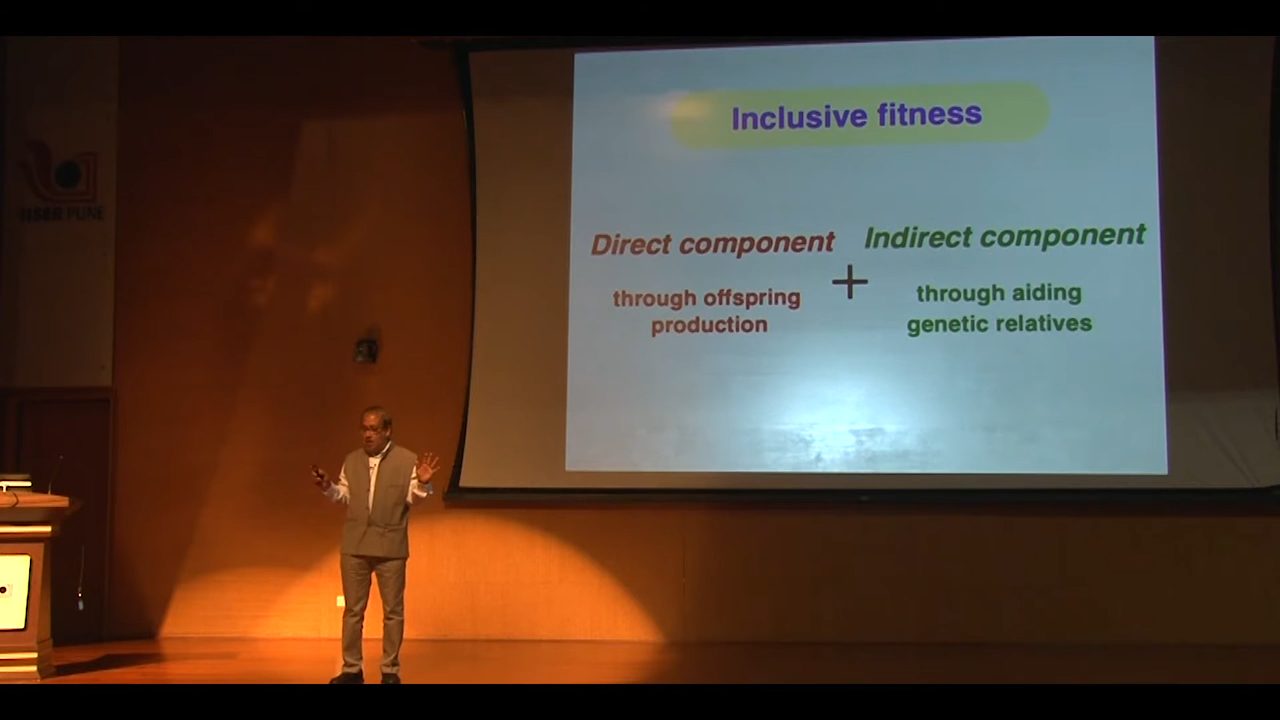 IISER PUNE
Inclusive fitness
Direct component
Indirect component
+
through offspring
production
through aiding
genetic relatives